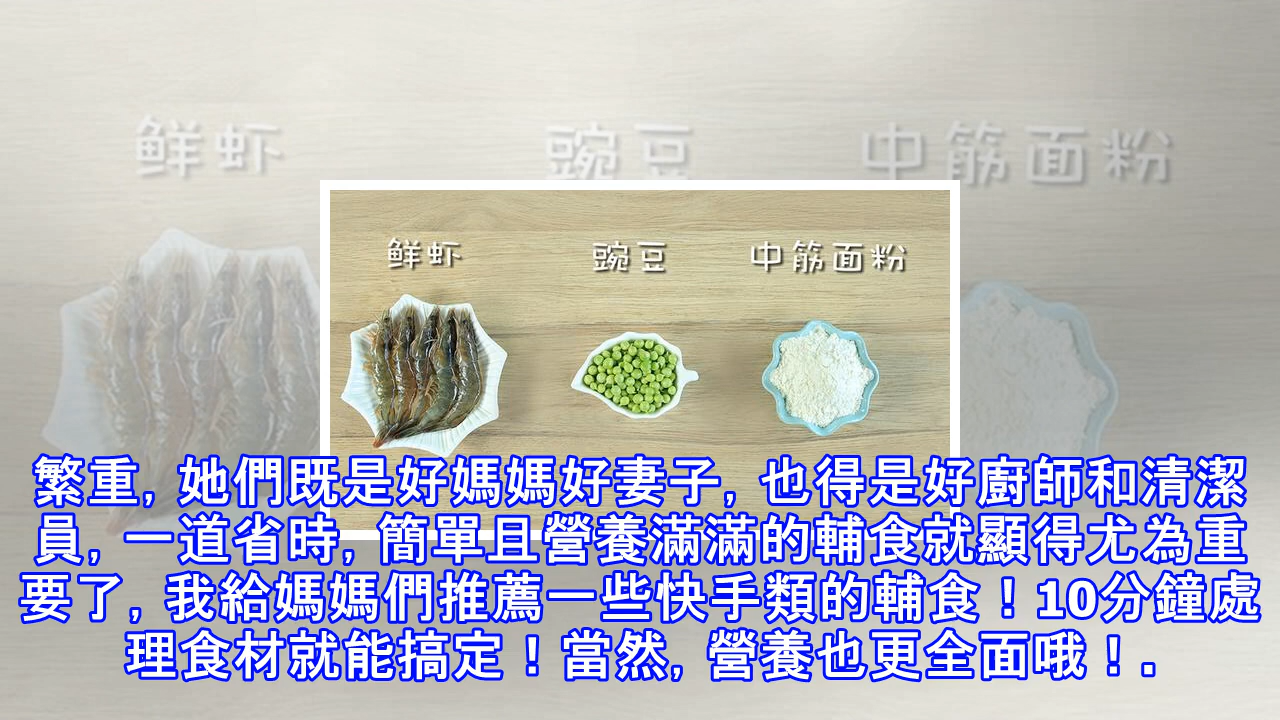 鲜虾 豌豆 中筋面粉
鲜虾 豌豆 中筋面粉
繁重, 她們既是好媽媽好妻子, 也得是好廚師和清潔
員, 一道省時, 簡單且營養滿滿的輔食就顯得尤為重
要了, 我給媽媽們推薦一些快手類的輔食！10分鐘處
理食材就能搞定！當然, 營養也更全面哦！.